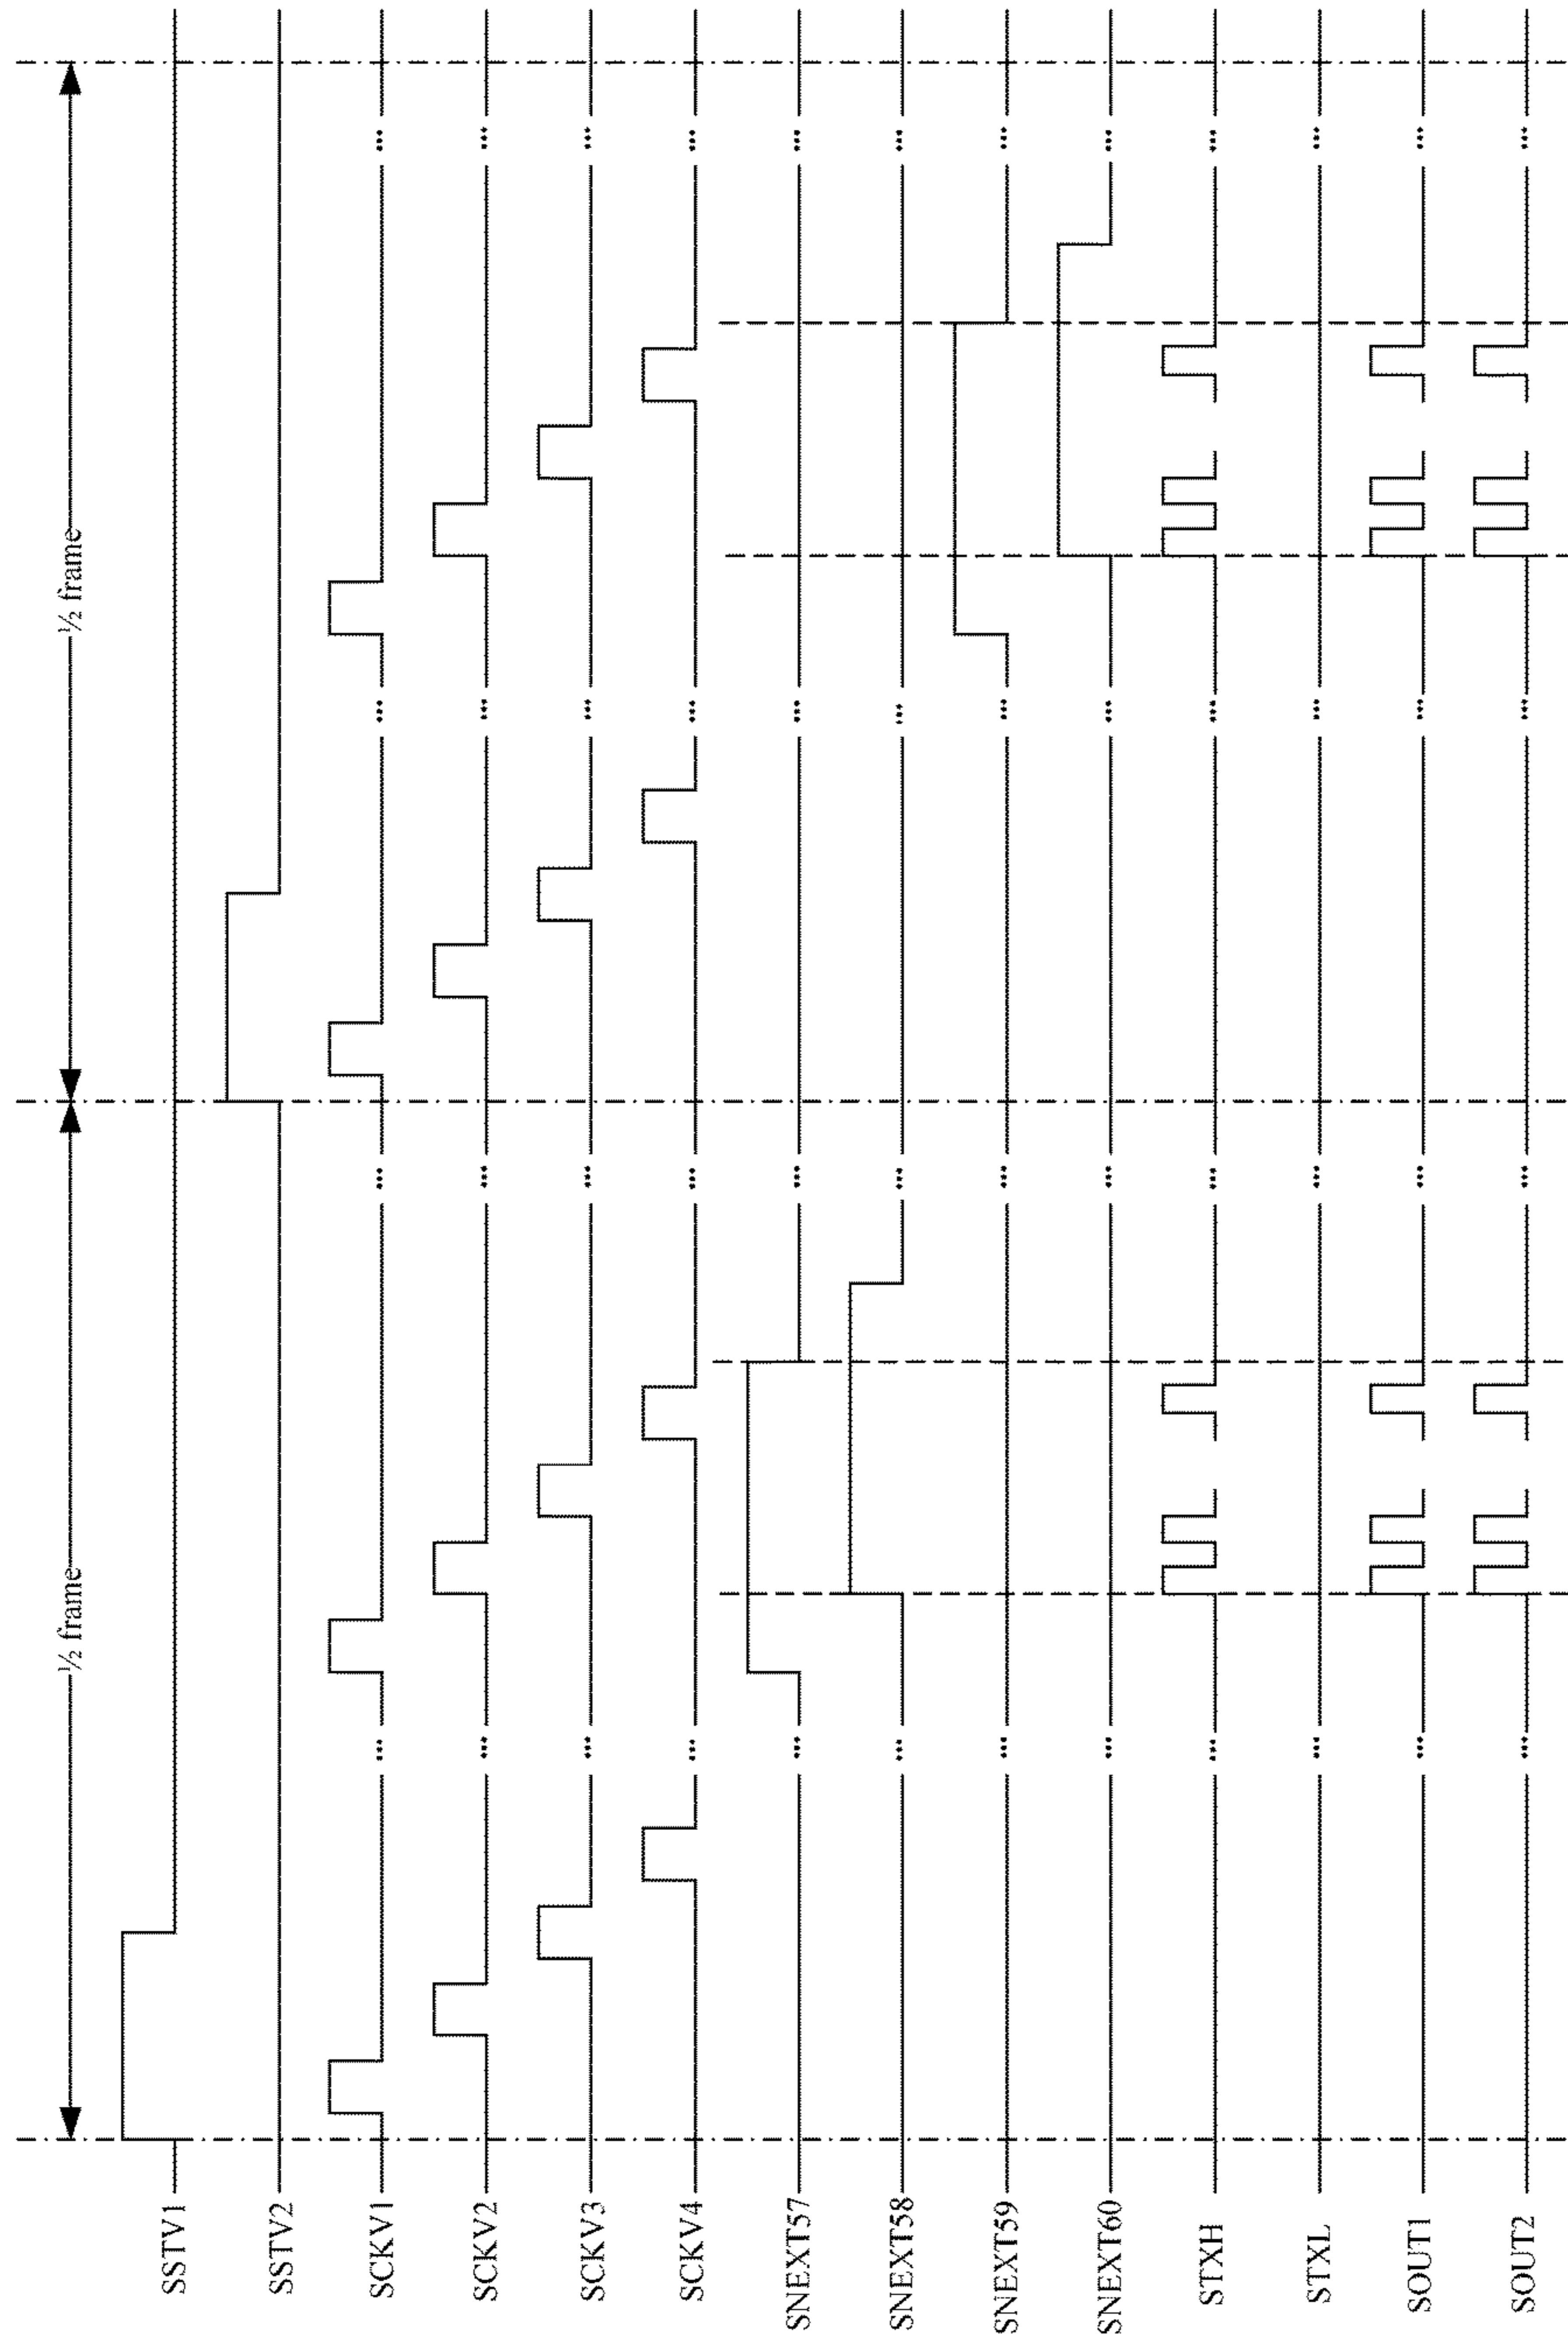 ½ frame
½ frame
SSTV1
SSTV2
SCKV1
SCKV2
SCKV3
SCKV4
SNEXT57
SNEXT58
SNEXT59
SNEXT60
STXH
STXL
SOUT1
SOUT2